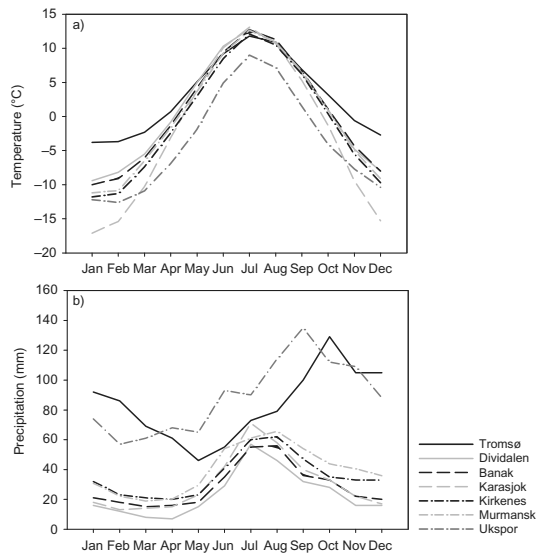 a)
Temperature (°C)
15
10
5
0
−5
−10
−15
−20
Jan Feb Mar Apr May Jun Jul Aug Sep Oct Nov Dec
b)
Precipitation (mm)
160
140
120
100
80
60
40
20
0
Jan Feb Mar Apr May Jun Jul Aug Sep Oct Nov Dec
Tromsø
Dividalen
Banak
Karasjok
Kirkenes
Murmansk
Ukspor